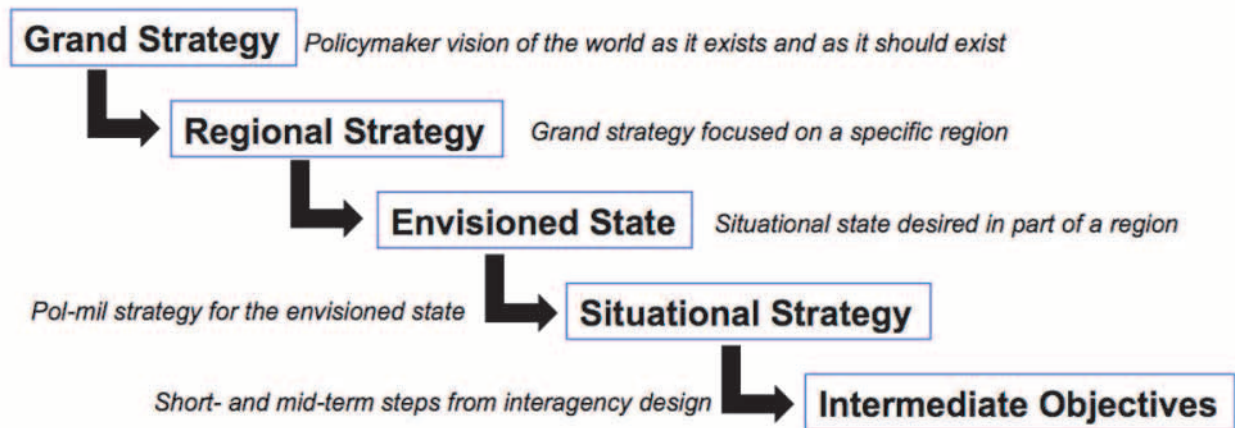 Grand Strategy Policymaker vision of the world as it exists and as it should exist
Regional Strategy Grand strategy focused on a specific region
Envisioned State Situational state desired in part of a region
Pol-mil strategy for the envisioned state Situational Strategy
Short- and mid-term steps from interagency design Intermediate Objectives